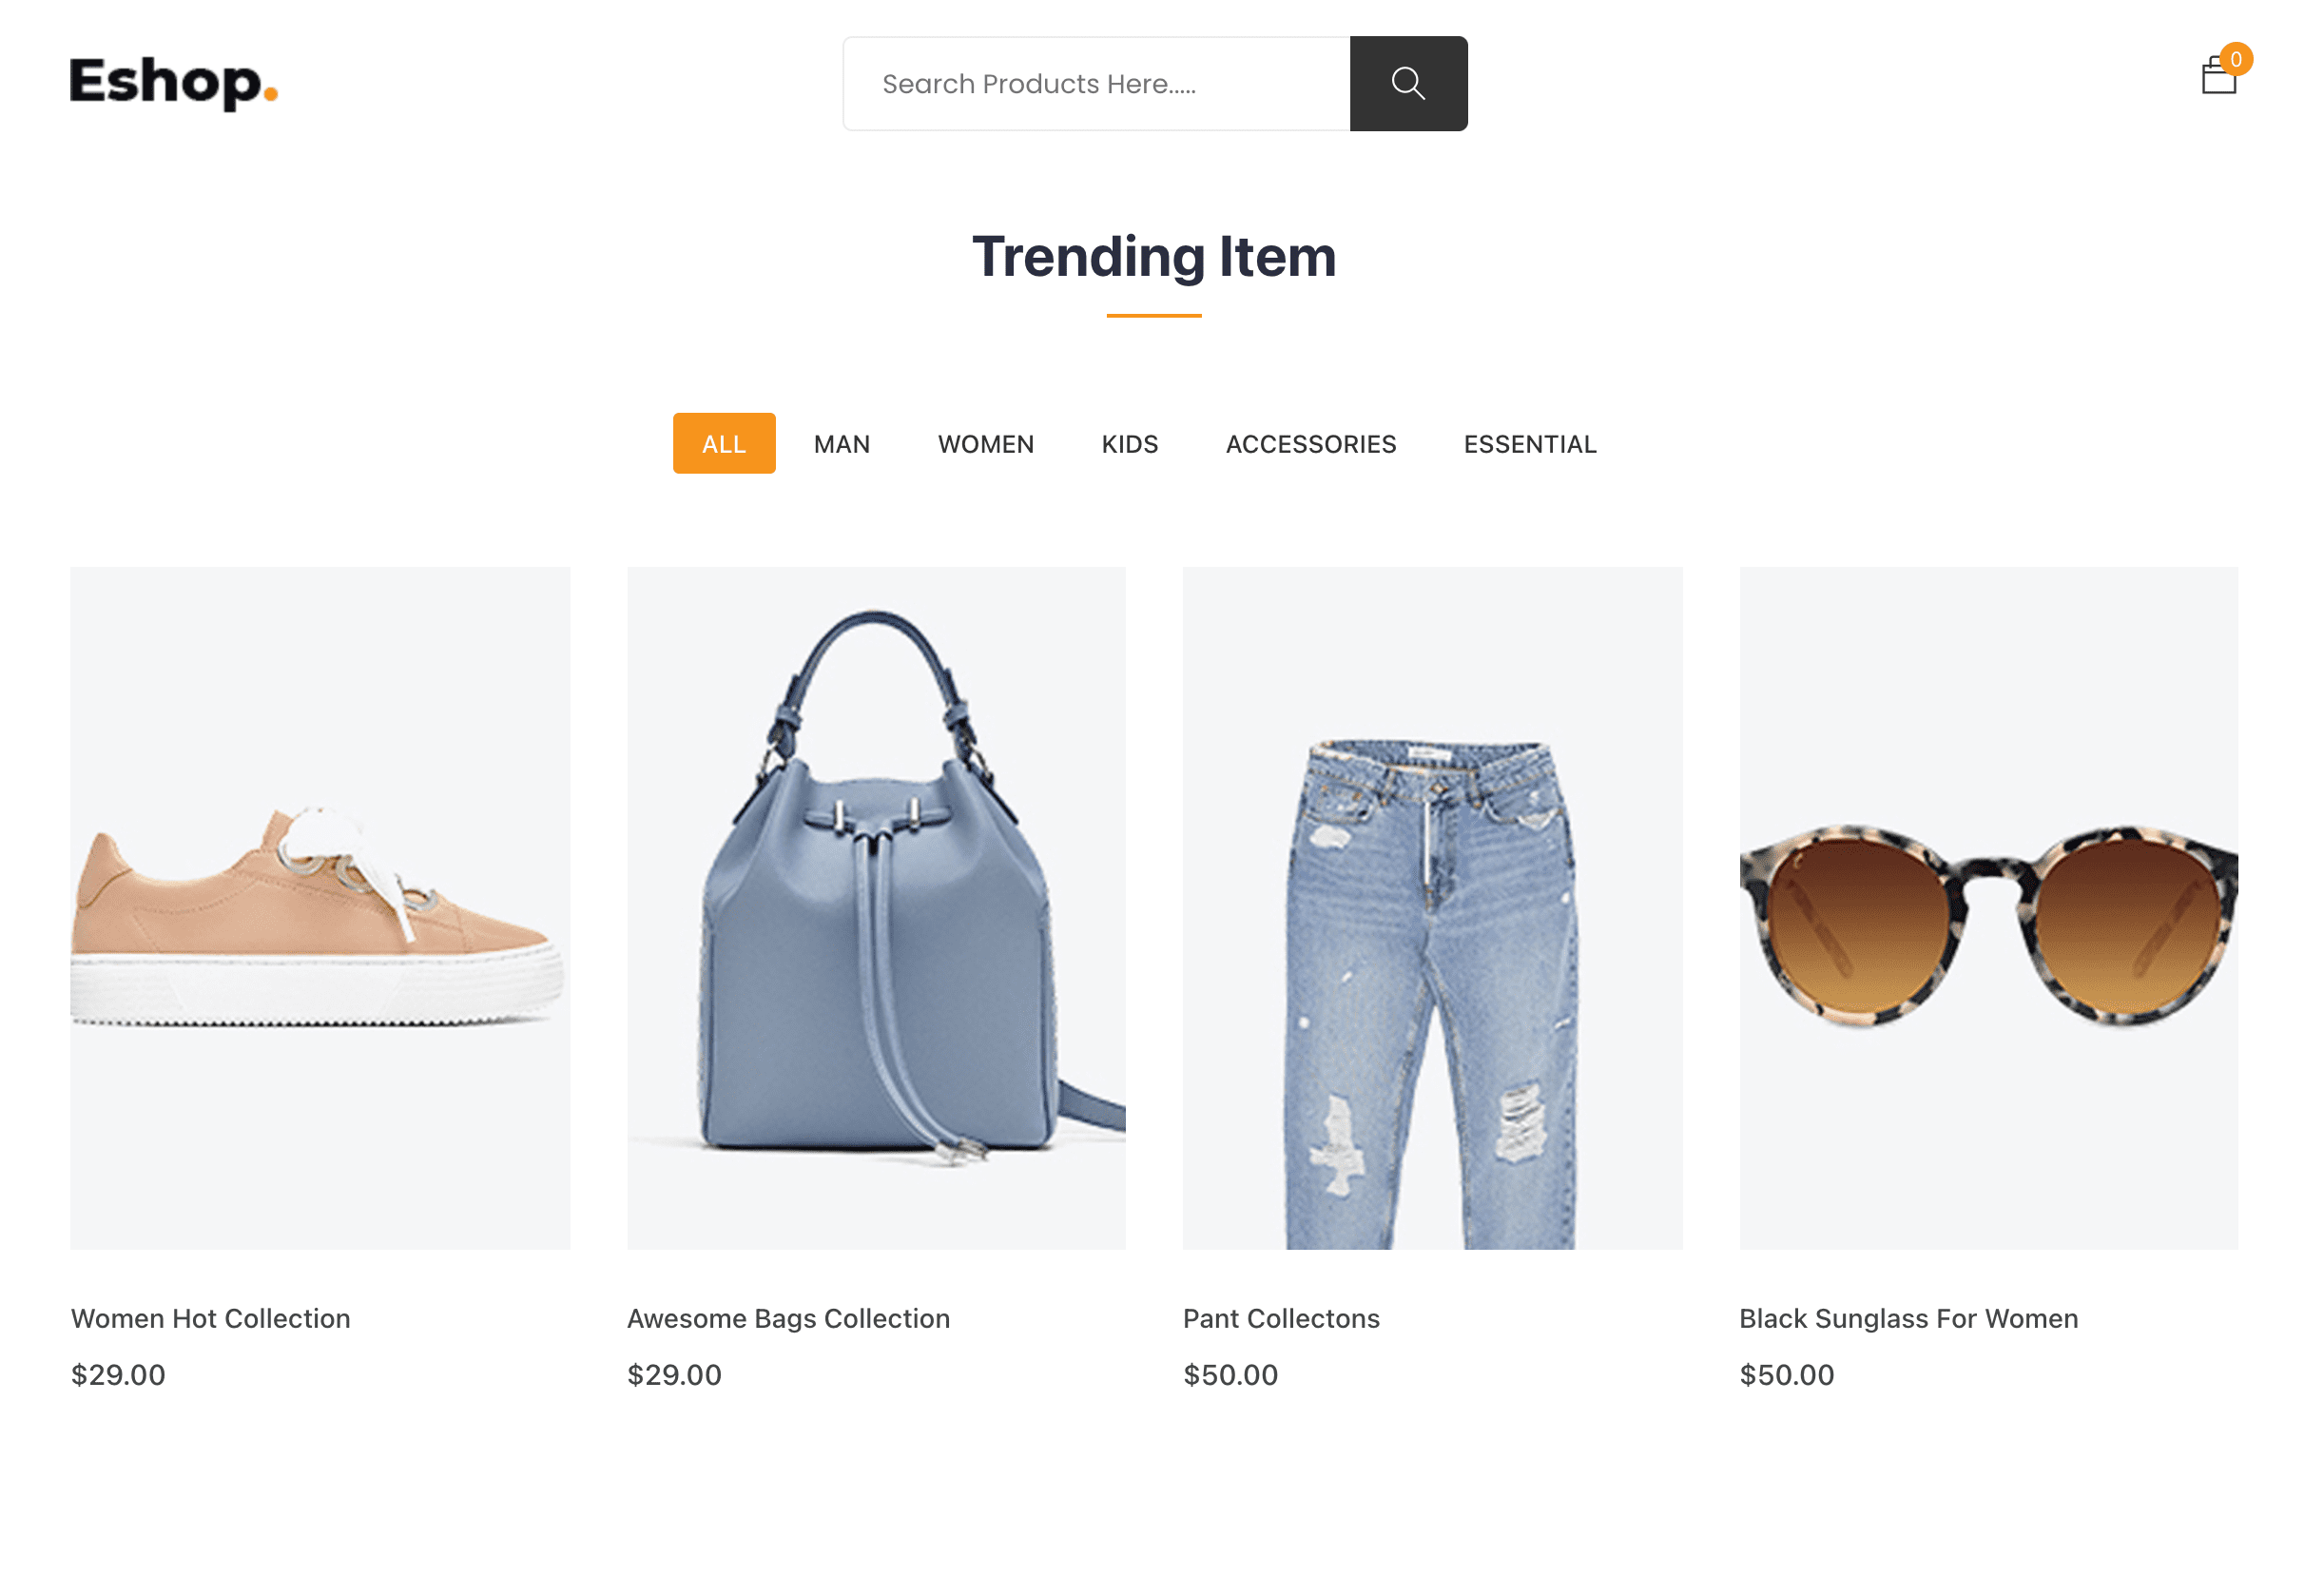 Eshop.
Search Products Here.....
0
Trending Item
ALL MAN WOMEN KIDS ACCESSORIES ESSENTIAL
Women Hot Collection
$29.00
Awesome Bags Collection
$29.00
Pant Collectons
$50.00
Black Sunglass For Women
$50.00